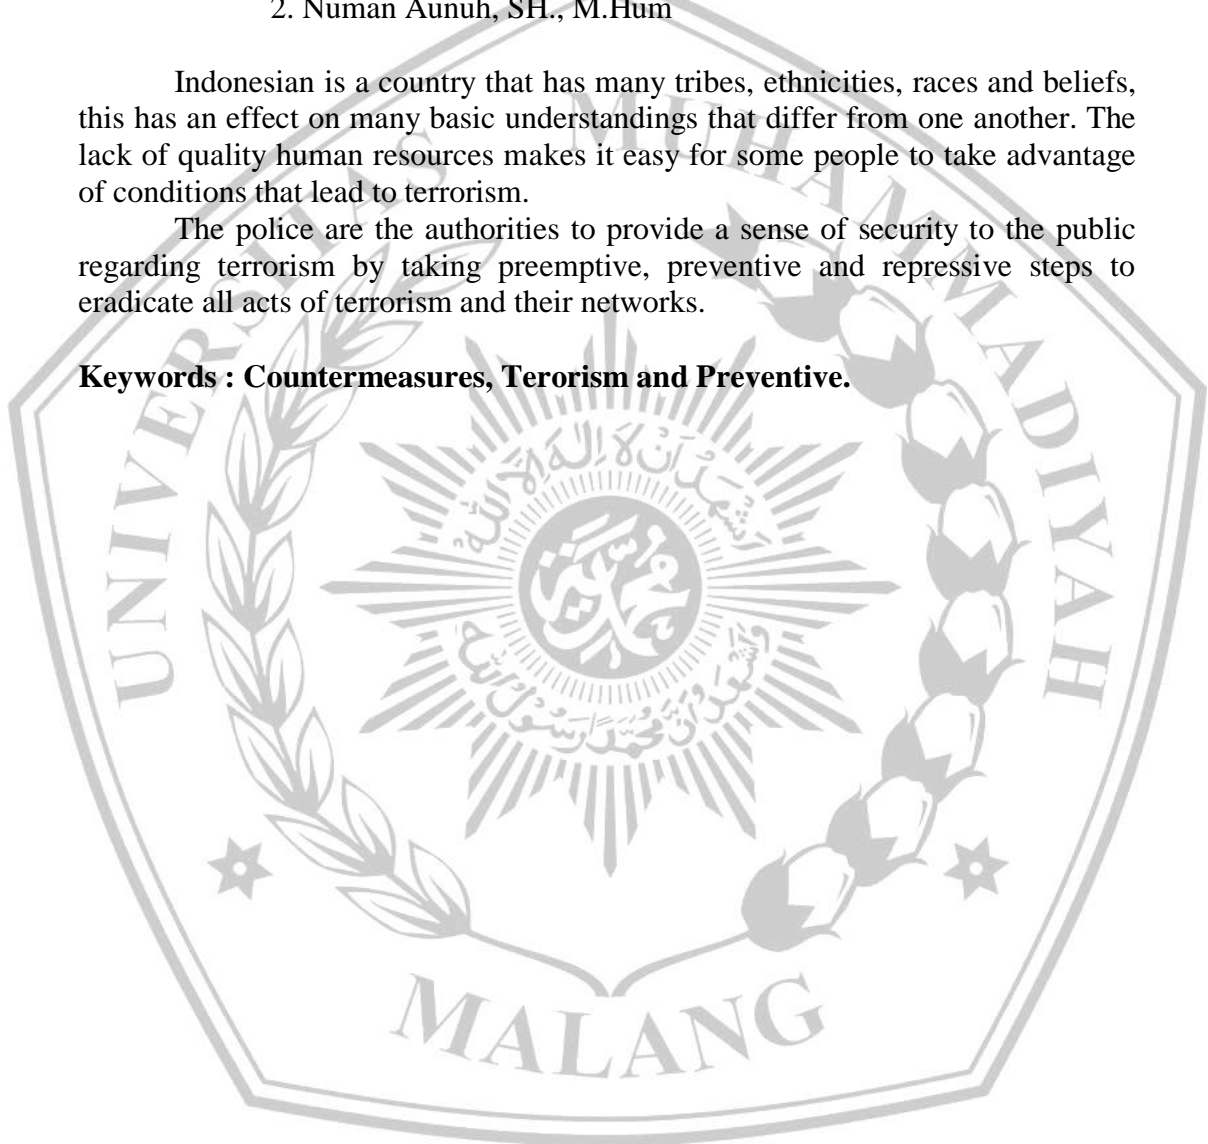 2. Numan Aunuh, SH., M.Hum
Indonesian is a country that has many tribes, ethnicities, races and beliefs,
this has an effect on many basic understandings that differ from one another. The
lack of quality human resources makes it easy for some people to take advantage
of conditions that lead to terrorism.
The police are the authorities to provide a sense of security to the public
regarding terrorism by taking preemptive, preventive and repressive steps to
eradicate all acts of terrorism and their networks.
Keywords : Countermeasures, Terorism and Preventive.
UNIVERSITAS MUHAMMADIYAH
MALANG